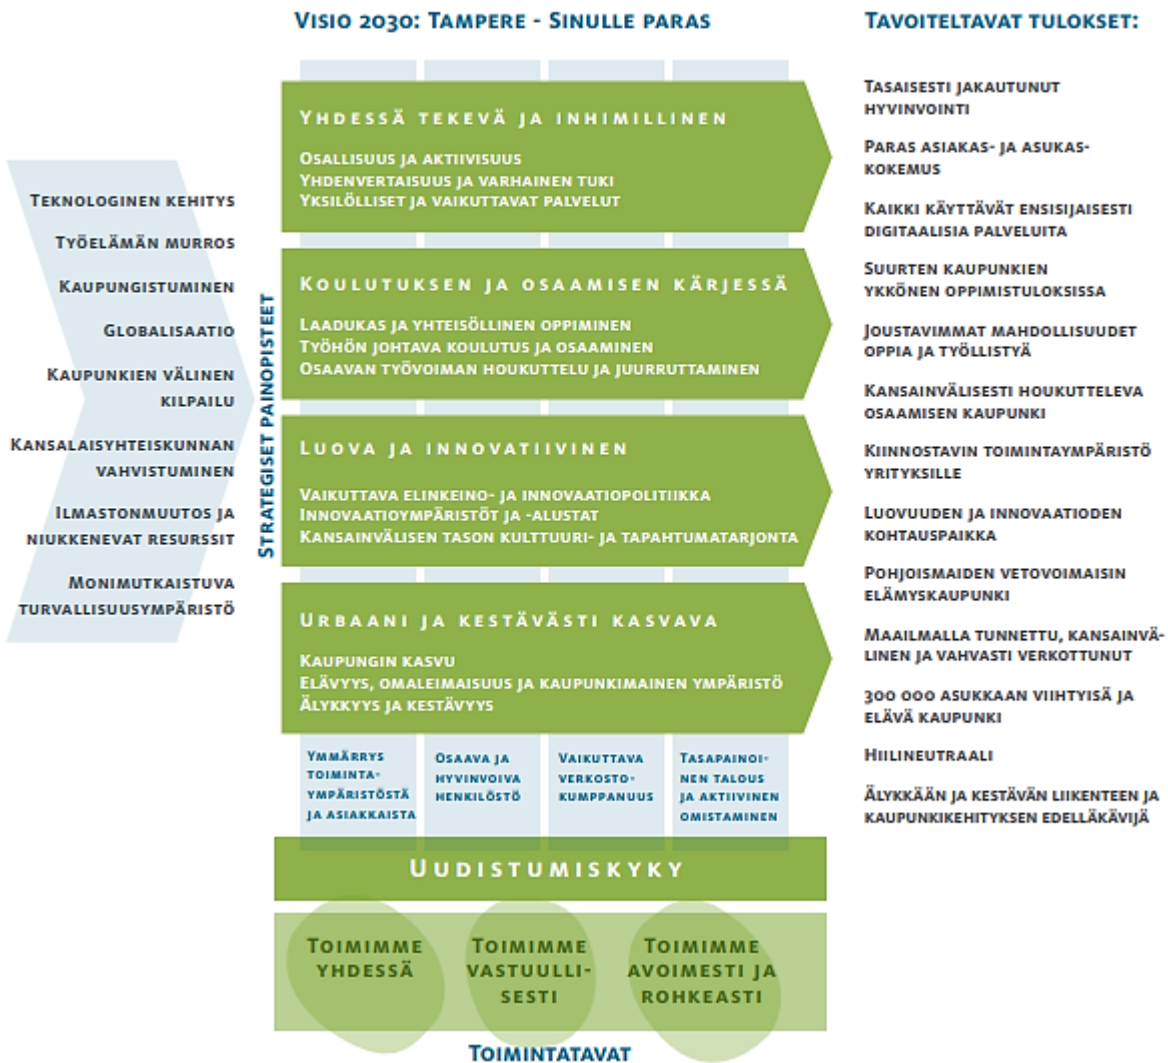 Visio 2030: Tampere - Sinulle paras
Tavoiteltavat tulokset:
Teknologinen kehitys
Työelämän murros
Kaupungistuminen
Globalisaatio
Kaupunkien välinen
kilpailu
Kansalaisyhteiskunnan
vahvistuminen
Ilmastonmuutos ja
niukkenevat resurssit
Monimutkaistuva
turvallisuusympäristö
Strategiset painopisteet
Yhdessä tekevä ja inhimillinen
Osallisuus ja aktiivisuus
Yhdenvertaisuus ja varhainen tuki
Yksilölliset ja vaikuttavat palvelut
Koulutuksen ja osaamisen kärjessä
Laadukas ja yhteisöllinen oppiminen
Työhön johtava koulutus ja osaaminen
Osaavan työvoiman houkuttelu ja juurruttaminen
Luova ja innovatiivinen
Vaikuttava elinkeino- ja innovaatiopolitiikka
Innovaatioympäristöt ja -alustat
Kansainvälisen tason kulttuuri- ja tapahtumatarjonta
Urbaani ja kestävästi kasvava
Kaupungin kasvu
Elävyys, omaleimaisuus ja kaupunkimainen ympäristö
Älykkyys ja kestävyys
Ymmärrys
toiminta-
ympäristöstä
ja asiakkaista
Osaava ja
hyvinvoiva
henkilöstö
Vaikuttava
verkosto-
kumppanuus
Tasapainoi-
nen talous
ja aktiivinen
omistaminen
Uudistumiskyky
Toimimme
yhdessä
Toimimme
vastuulli-
sesti
Toimimme
avoimesti ja
rohkeasti
Toimintatavat
Tasaisesti jakautunut
hyvinvointi
Paras asiakas- ja asukas-
kokemus
Kaikki käyttävät ensisijaisesti
digitaalisia palveluita
Suurten kaupunkien
ykkönen oppimistuloksissa
Joustavimmat mahdollisuudet
oppia ja työllistyä
Kansainvälisesti houkutteleva
osaamisen kaupunki
Kiinnostavin toimintaympäristö
yrityksille
Luovuuden ja innovaatioden
kohtauspaikka
Pohjoismaiden vetovoimaisin
elämyskaupunki
Maailmalla tunnettu, kansainvä-
linen ja vahvasti verkottunut
300 000 asukkaan viihtyisä ja
elävä kaupunki
Hiilineutraali
Älykkään ja kestävän liikenteen ja
kaupunkikehityksen edelläkävijä